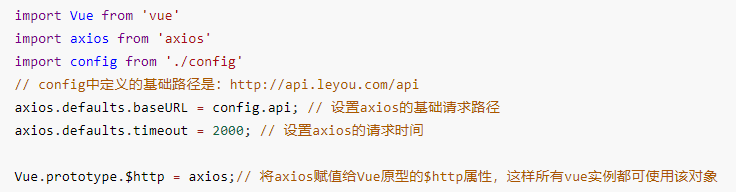 import Vue from 'vue'
import axios from 'axios'
import config from './config'
// config中定义的基础路径是：http://api.leyou.com/api
axios.defaults.baseURL = config.api; // 设置axios的基础请求路径
axios.defaults.timeout = 2000; // 设置axios的请求时间
Vue.prototype.$http = axios;// 将axios赋值给Vue原型的$http属性，这样所有vue实例都可使用该对象